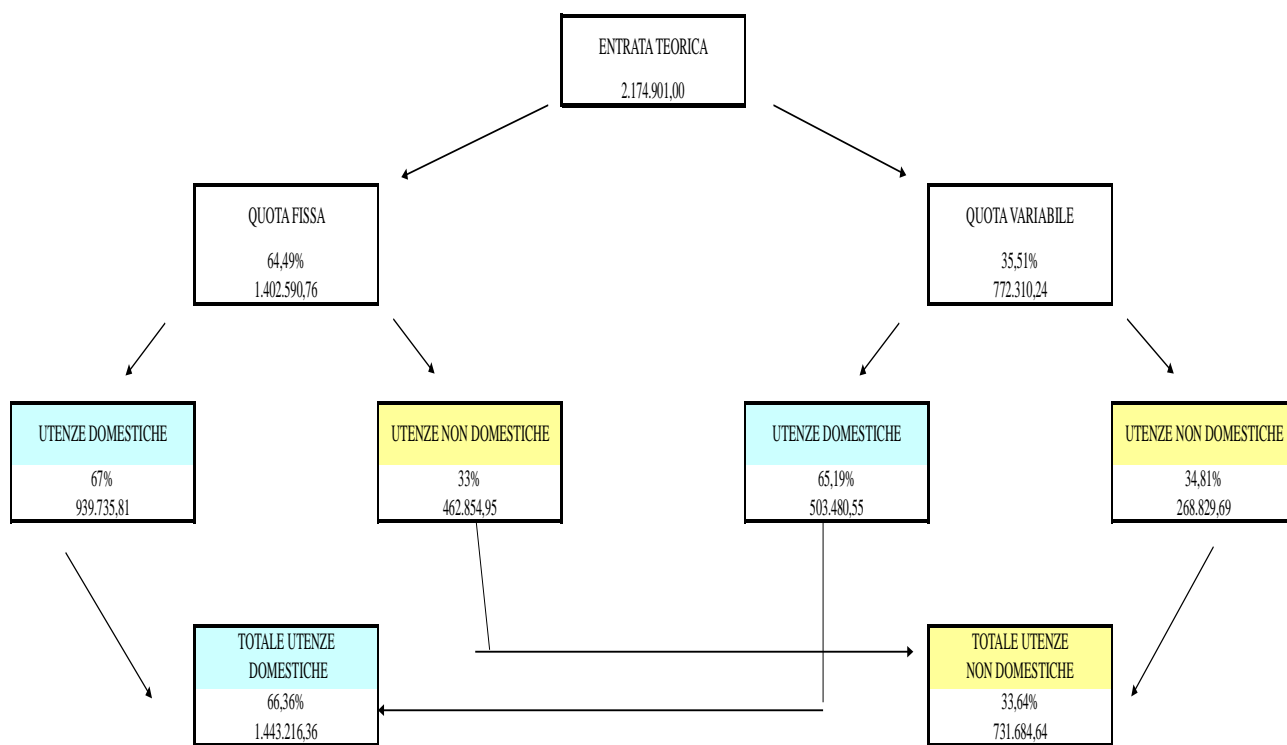 ENTRATA TEORICA
2.174.901,00
QUOTA FISSA
64,49%
1.402.590,76
QUOTA VARIABILE
35,51%
772.310,24
UTENZE DOMESTICHE
67%
939.735,81
UTENZE NON DOMESTICHE
33%
462.854,95
UTENZE DOMESTICHE
65,19%
503.480,55
UTENZE NON DOMESTICHE
34,81%
268.829,69
TOTALE UTENZE
DOMESTICHE
66,36%
1.443.216,36
TOTALE UTENZE
NON DOMESTICHE
33,64%
731.684,64